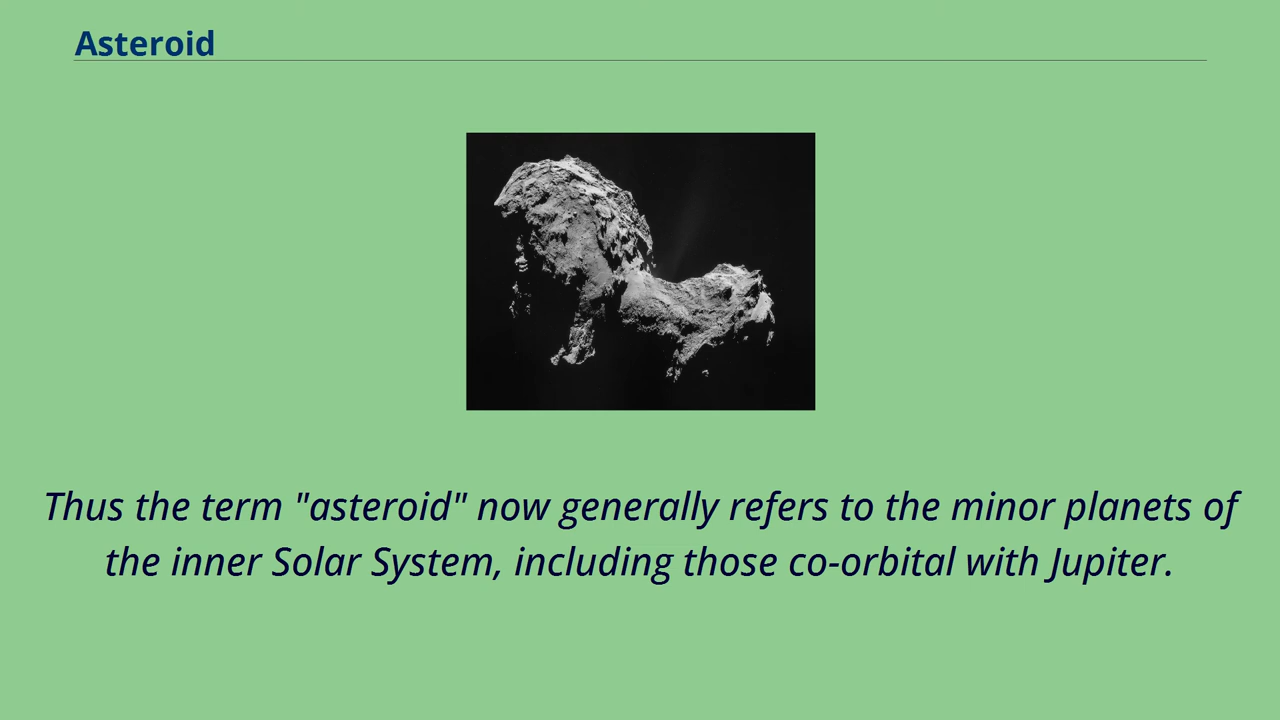 Asteroid
Thus the term "asteroid" now generally refers to the minor planets of
the inner Solar System, including those co-orbital with Jupiter.